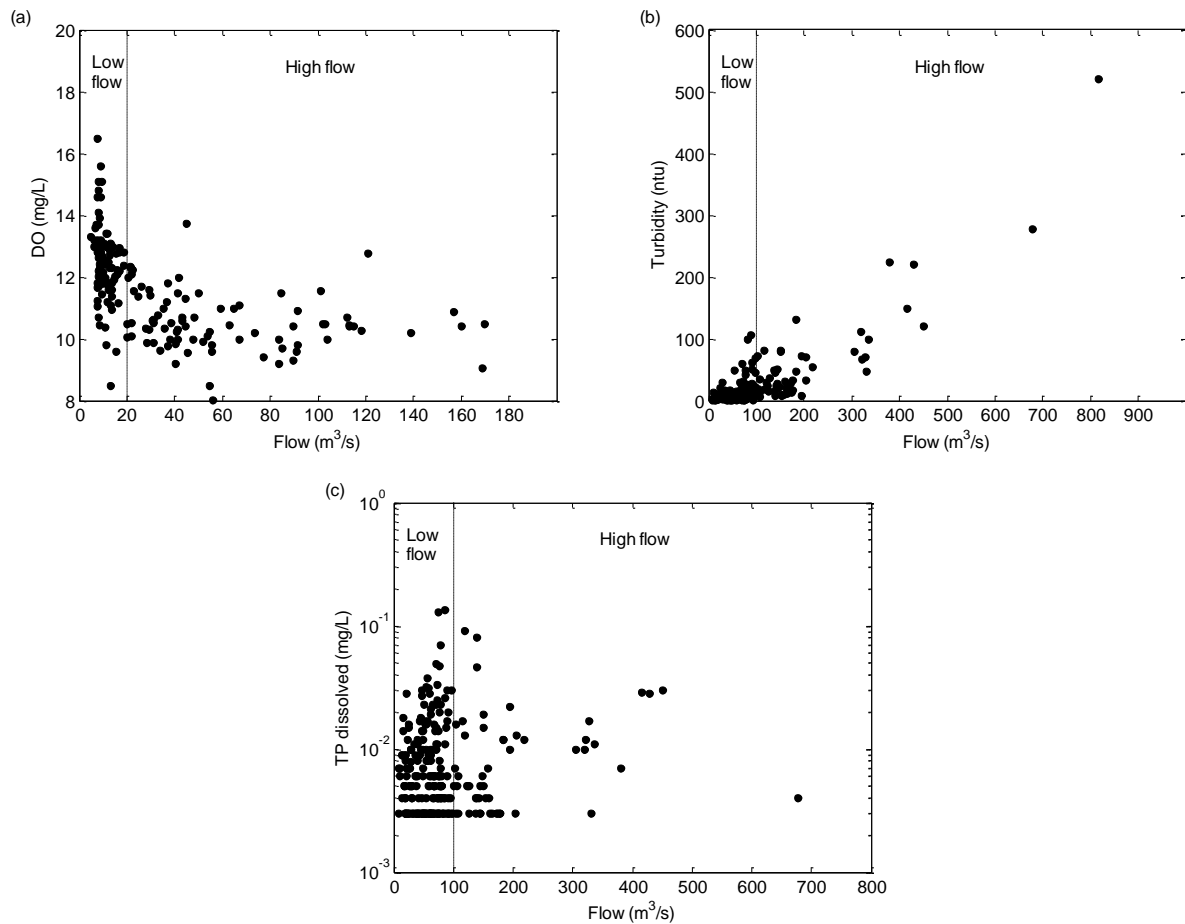 (a)
20
18
16
14
12
10
8
DO (mg/L)
Low
flow
High flow
0 20 40 60 80 100 120 140 160 180
Flow (m³/s)
(b)
600
500
400
300
200
100
0
Turbidity (ntu)
Low
flow
High flow
0 100 200 300 400 500 600 700 800 900
Flow (m³/s)
(c)
10⁰
10⁻¹
10⁻²
10⁻³
TP dissolved (mg/L)
Low
flow
High flow
0 100 200 300 400 500 600 700 800
Flow (m³/s)